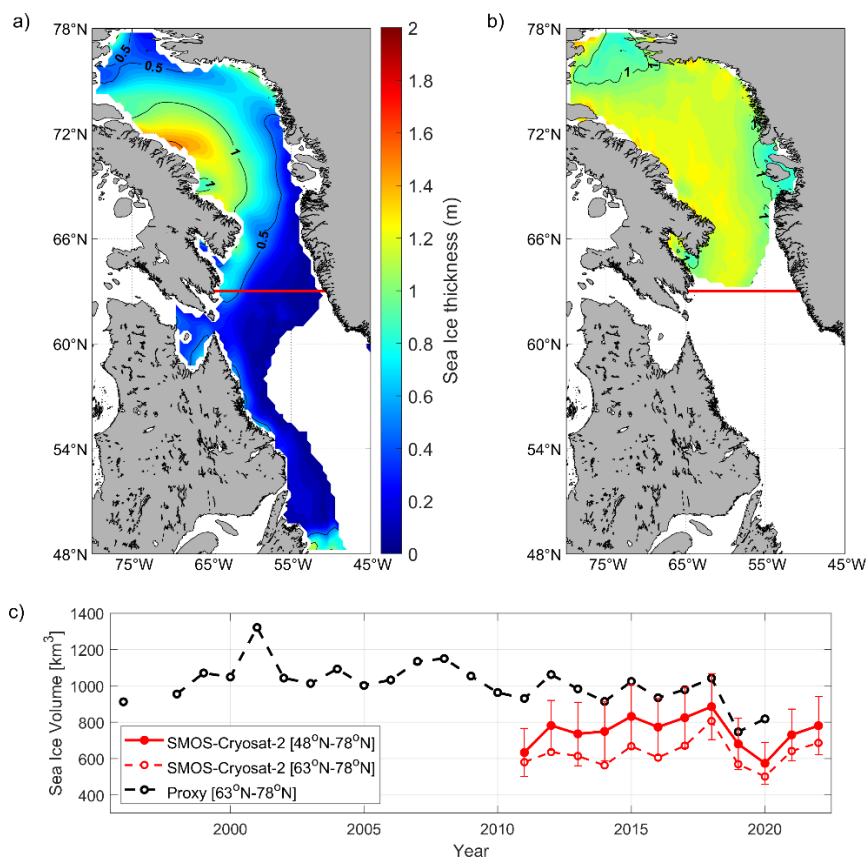 a)
b)
78°N
72°N
66°N
60°N
54°N
48°N
75°W
65°W
55°W
45°W
0.5
0.5
1
1
0.5
2
1.8
1.6
1.4
1.2
1
0.8
0.6
0.4
0.2
0
Sea Ice thickness (m)
78°N
72°N
66°N
60°N
54°N
48°N
75°W
65°W
55°W
45°W
1
1
1
1
1
c)
1400
1200
1000
800
600
400
Sea Ice Volume [km³]
SMOS-Cryosat-2 [48°N-78°N]
SMOS-Cryosat-2 [63°N-78°N]
Proxy [63°N-78°N]
2000
2005
2010
2015
2020
Year